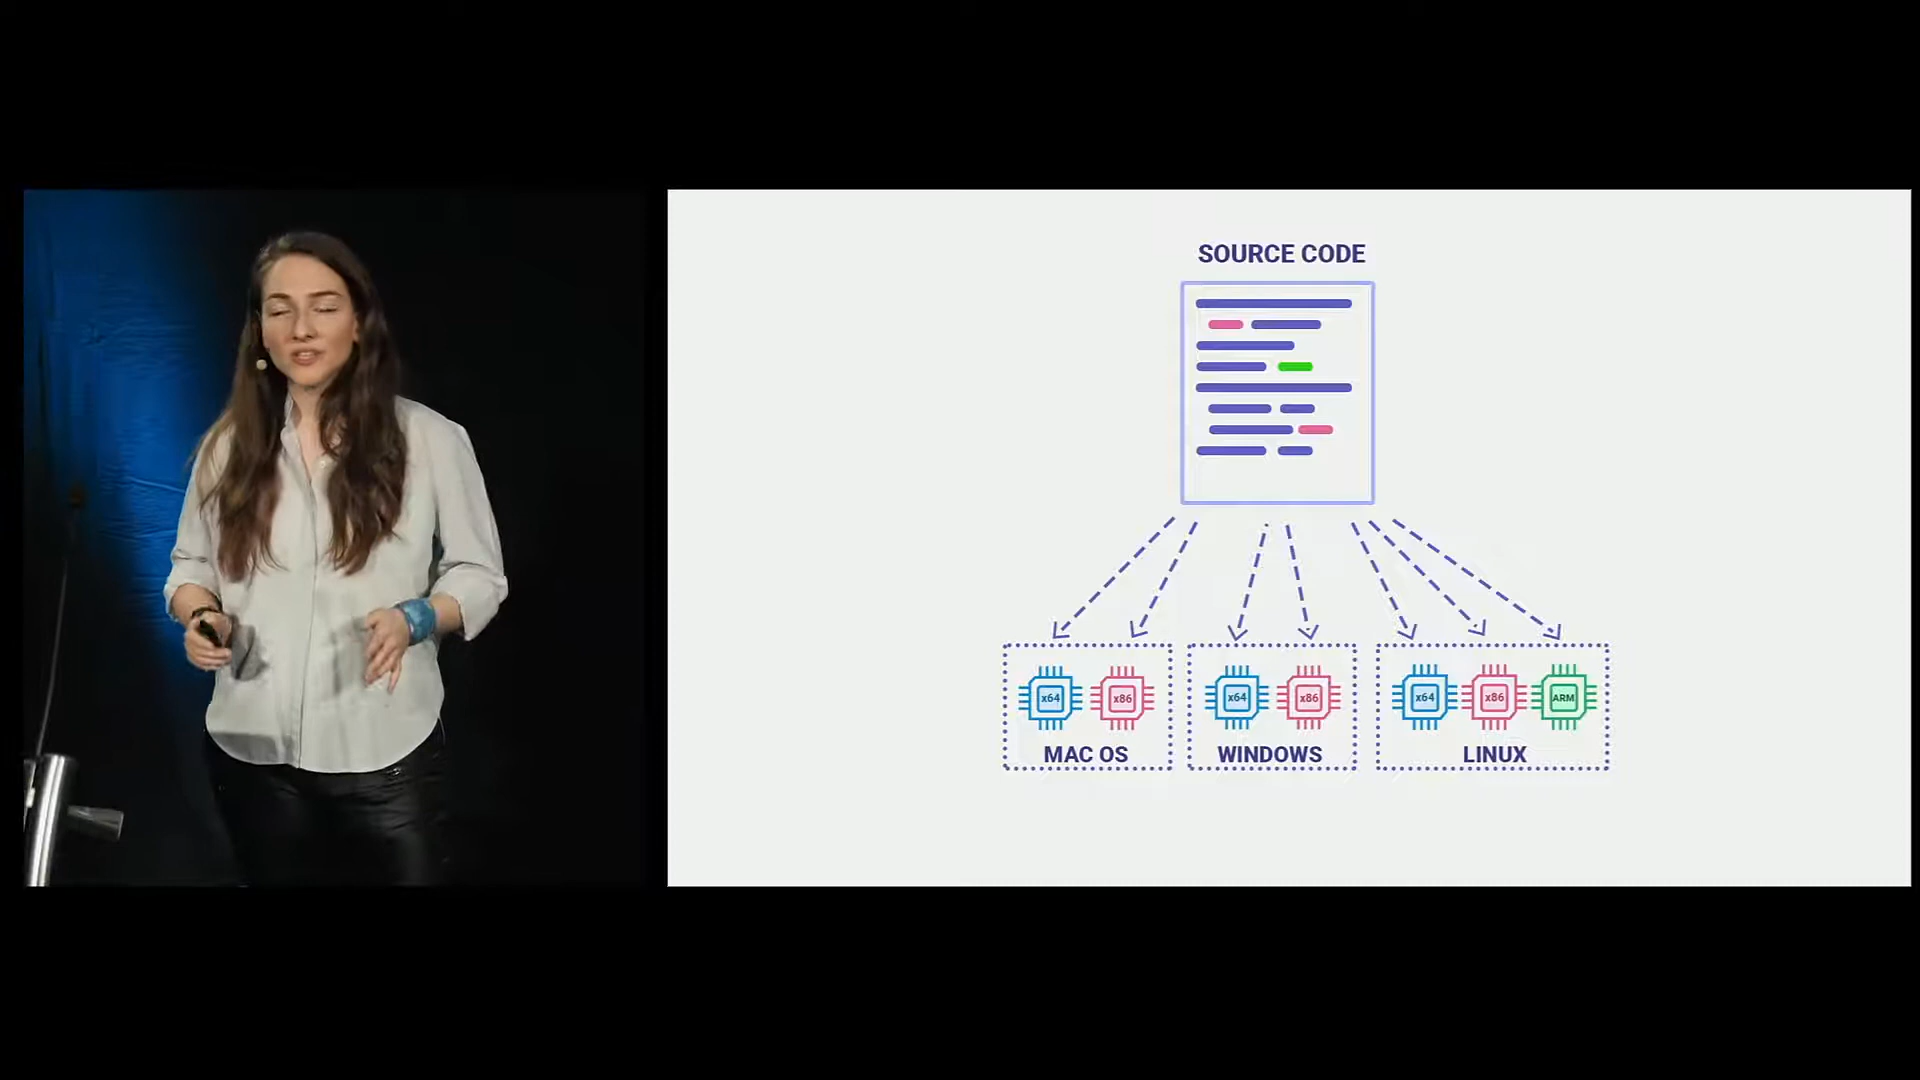 SOURCE CODE
x64 x86 x64 x86 x64 x86 ARM
MAC OS WINDOWS LINUX